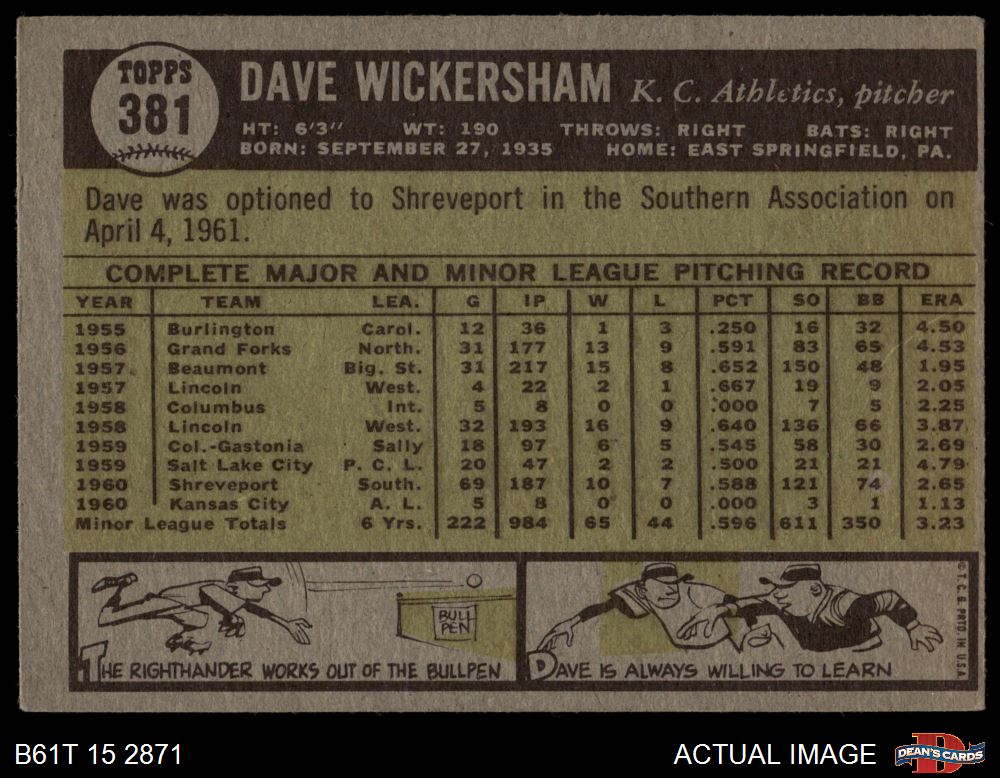 TOPPS
381
DAVE WICKERSHAM K. C. Athletics, pitcher
HT: 6'3" WT: 190 THROWS: RIGHT BATS: RIGHT
BORN: SEPTEMBER 27, 1935 HOME: EAST SPRINGFIELD, PA.
Dave was optioned to Shreveport in the Southern Association on
April 4, 1961.
COMPLETE MAJOR AND MINOR LEAGUE PITCHING RECORD
YEAR TEAM LEA. G IP W L PCT SO BB ERA
1955 Burlington Carol. 12 36 1 3 .250 16 32 4.50
1956 Grand Forks North. 31 177 13 9 .591 83 65 4.53
1957 Beaumont Big. St. 31 217 15 8 .652 150 48 1.95
1957 Lincoln West. 4 22 2 1 .667 19 9 2.05
1958 Columbus Int. 5 8 0 0 .000 7 5 2.25
1958 Lincoln West. 32 193 16 9 .640 136 66 3.87
1959 Col.-Gastonia Sally 18 97 6 5 .545 58 30 2.69
1959 Salt Lake City P. C. L. 20 47 2 2 .500 21 21 4.79
1960 Shreveport South. 69 187 10 7 .588 121 74 2.65
1960 Kansas City A. L. 5 8 0 0 .000 3 1 1.13
Minor League Totals 6 Yrs. 222 984 65 44 .596 611 350 3.23
BULL
PEN
THE RIGHTHANDER WORKS OUT OF THE BULLPEN
DAVE IS ALWAYS WILLING TO LEARN
© T. C. G. PRTD. IN U.S.A.
B61T 15 2871
ACTUAL IMAGE
DEAN'S CARDS